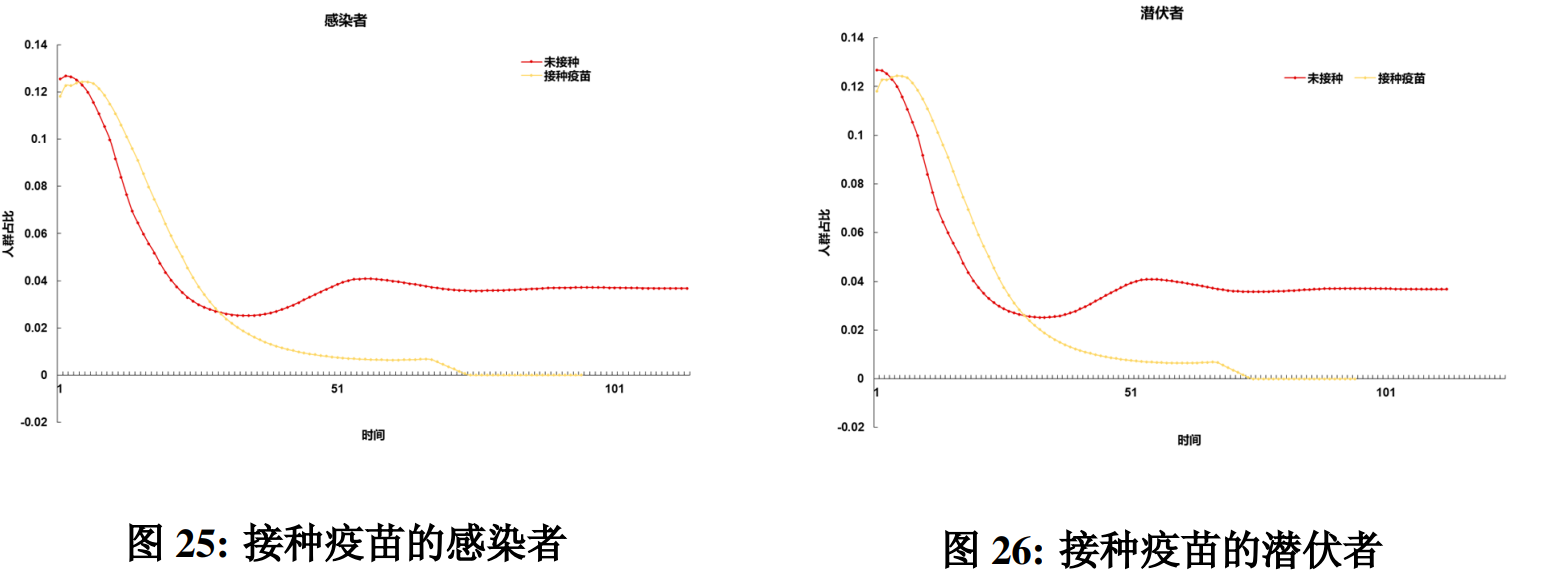 感染者
0.14
0.12
0.1
0.08
0.06
0.04
0.02
0
-0.02
人群占比
未接种
接种疫苗
1
51
101
时间
图 25: 接种疫苗的感染者
潜伏者
0.14
0.12
0.1
0.08
0.06
0.04
0.02
0
-0.02
人群占比
未接种 接种疫苗
1
51
101
时间
图 26: 接种疫苗的潜伏者